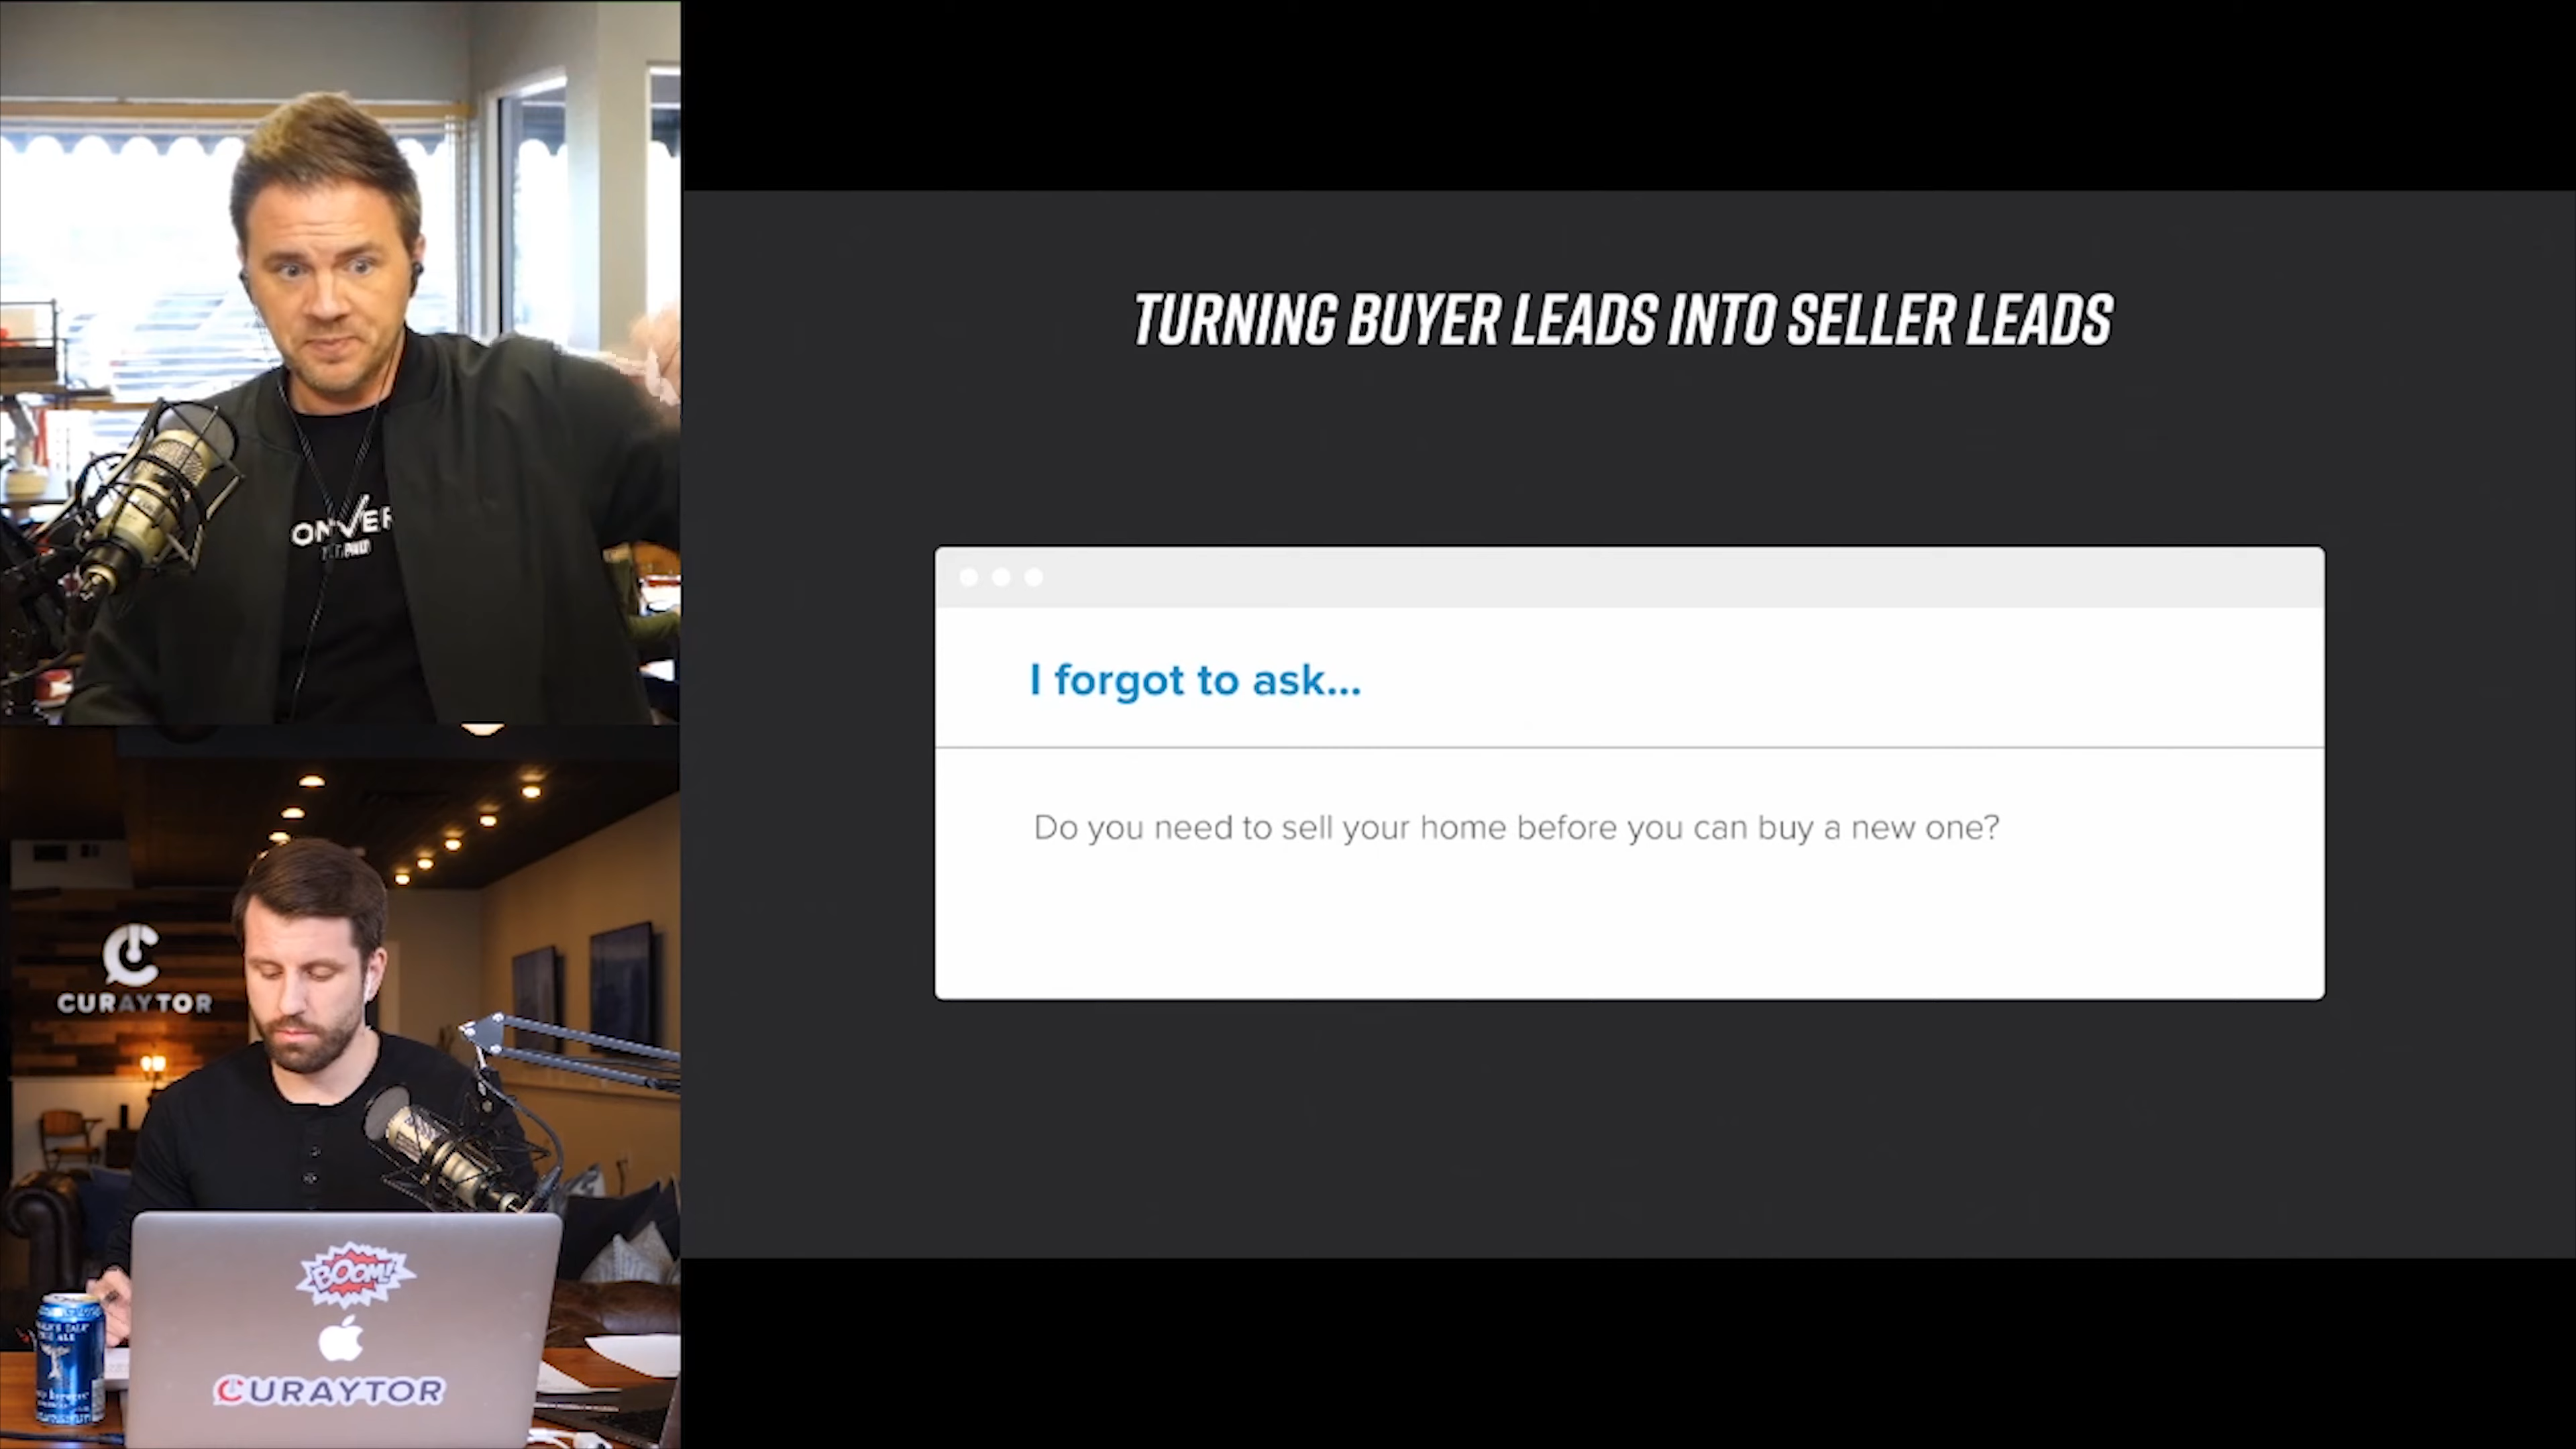 TURNING BUYER LEADS INTO SELLER LEADS
I forgot to ask...
Do you need to sell your home before you can buy a new one?
ONVER
CURAYTOR
BOOM!
CURAYTOR